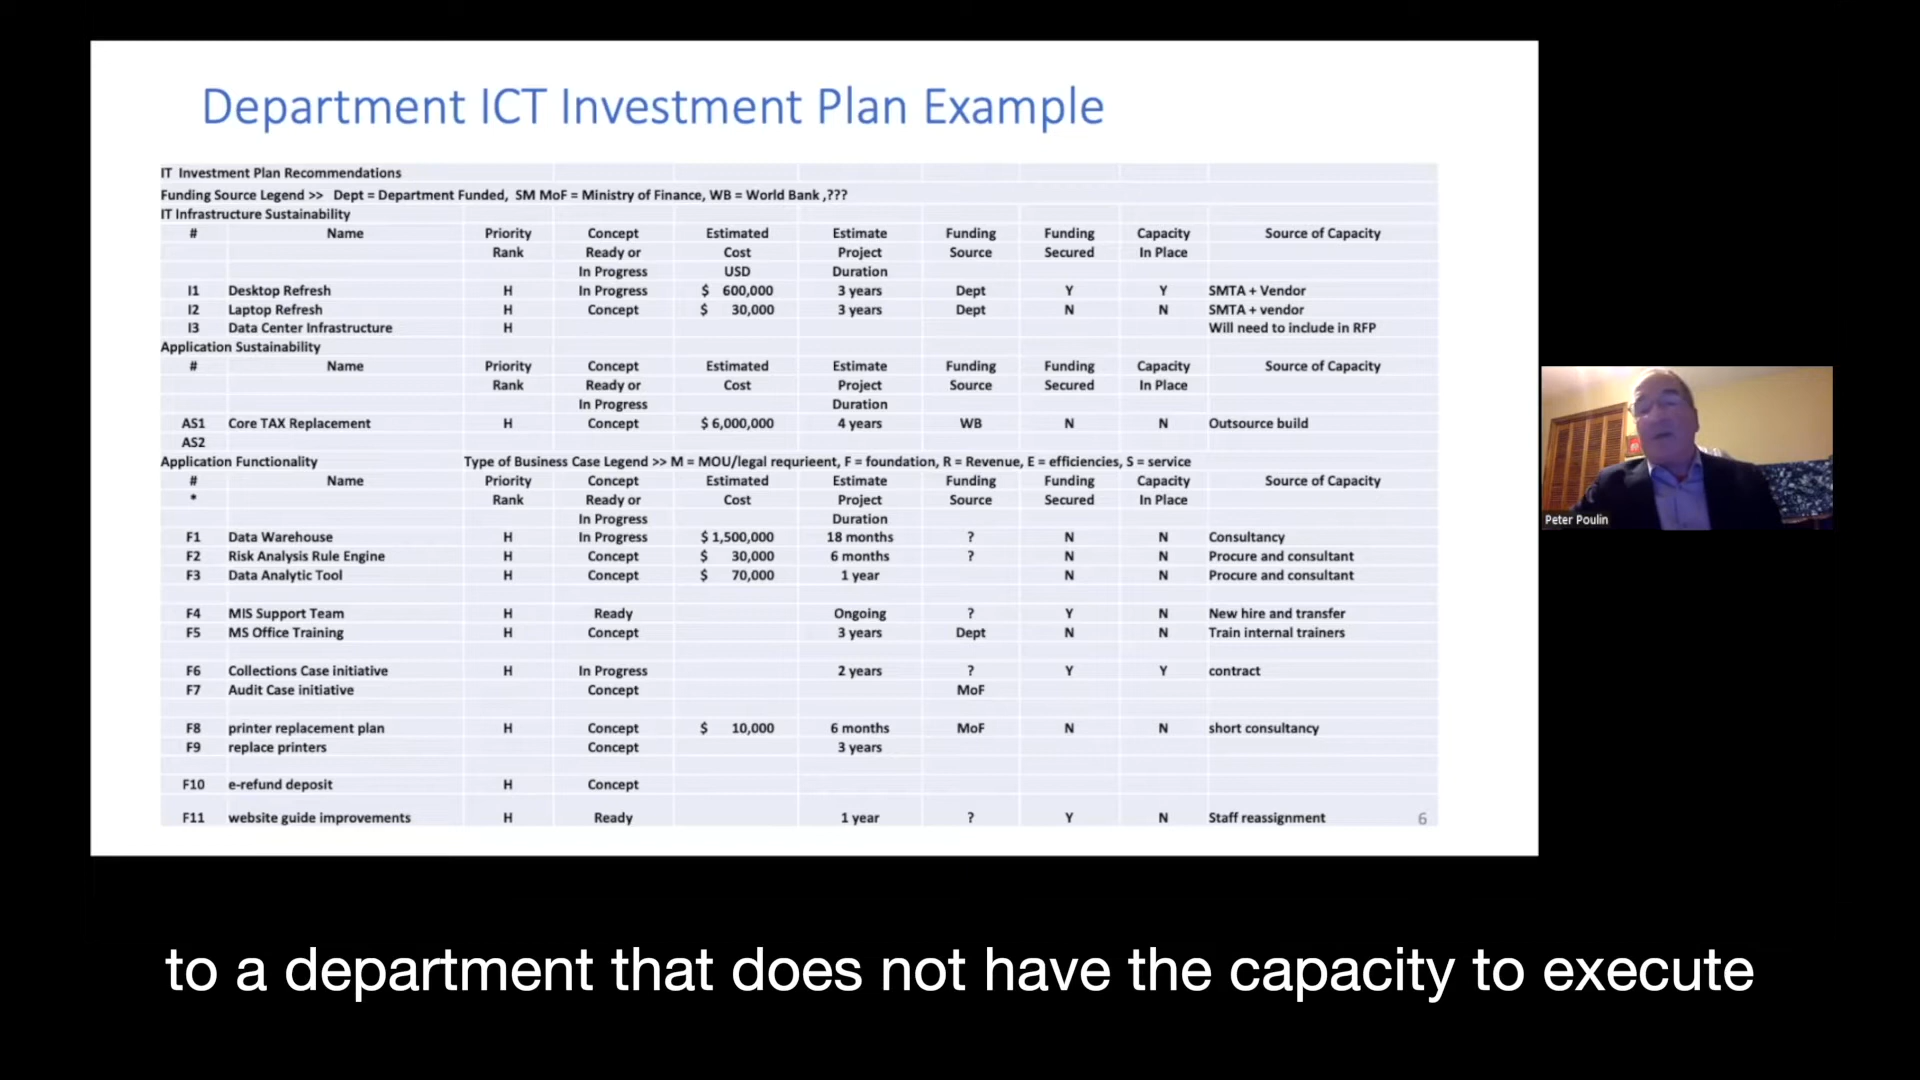 Department ICT Investment Plan Example
IT Investment Plan Recommendations
Funding Source Legend >> Dept = Department Funded, SM MoF = Ministry of Finance, WB = World Bank ,???
IT Infrastructure Sustainability
# Name Priority Concept Estimated Estimate Funding Funding Capacity Source of Capacity
Rank Ready or Cost Project Source Secured In Place
In Progress USD Duration
I1 Desktop Refresh H In Progress $ 600,000 3 years Dept Y Y SMTA + Vendor
I2 Laptop Refresh H Concept $ 30,000 3 years Dept N N SMTA + vendor
I3 Data Center Infrastructure H Will need to include in RFP
Application Sustainability
# Name Priority Concept Estimated Estimate Funding Funding Capacity Source of Capacity
Rank Ready or Cost Project Source Secured In Place
In Progress Duration
AS1 Core TAX Replacement H Concept $ 6,000,000 4 years WB N N Outsource build
AS2
Application Functionality Type of Business Case Legend >> M = MOU/legal requrieent, F = foundation, R = Revenue, E = efficiencies, S = service
# Name Priority Concept Estimated Estimate Funding Funding Capacity Source of Capacity
* Rank Ready or Cost Project Source Secured In Place
In Progress Duration
F1 Data Warehouse H In Progress $ 1,500,000 18 months ? N N Consultancy
F2 Risk Analysis Rule Engine H Concept $ 30,000 6 months ? N N Procure and consultant
F3 Data Analytic Tool H Concept $ 70,000 1 year N N Procure and consultant
F4 MIS Support Team H Ready Ongoing ? Y N New hire and transfer
F5 MS Office Training H Concept 3 years Dept N N Train internal trainers
F6 Collections Case initiative H In Progress 2 years ? Y Y contract
F7 Audit Case initiative Concept MoF
F8 printer replacement plan H Concept $ 10,000 6 months MoF N N short consultancy
F9 replace printers Concept 3 years
F10 e-refund deposit H Concept
F11 website guide improvements H Ready 1 year ? Y N Staff reassignment 6
Peter Poulin
to a department that does not have the capacity to execute